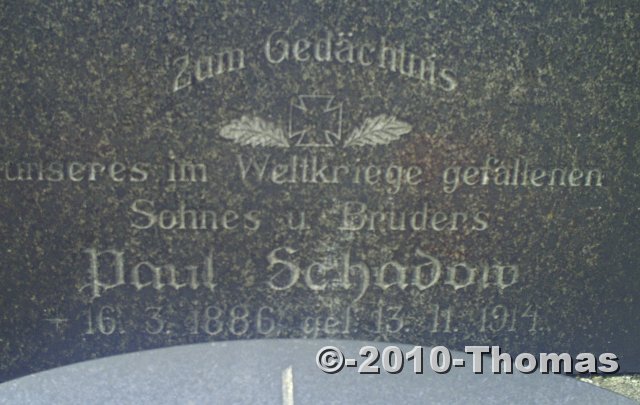 Zum Gedächtnis
unseres im Weltkriege gefallenen
Sohnes u. Bruders
Paul Schadow
+ 16. 3. 1886. gef. 13. 11. 1914.
©-2010-Thomas